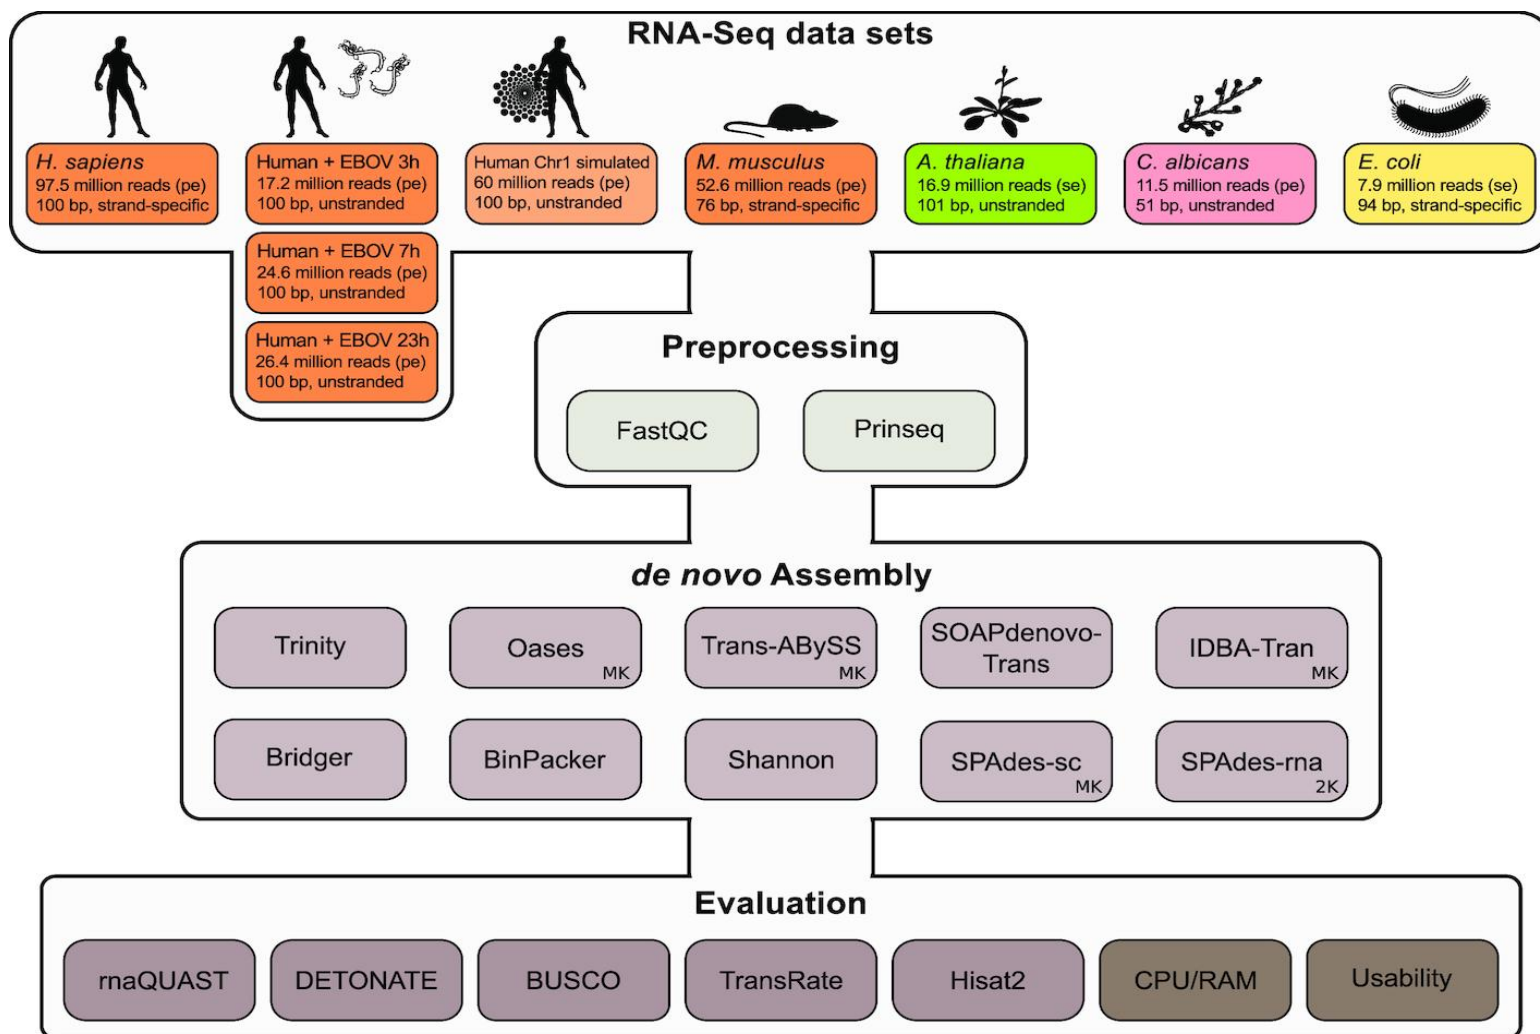 RNA-Seq data sets
H. sapiens
97.5 million reads (pe)
100 bp, strand-specific
Human + EBOV 3h
17.2 million reads (pe)
100 bp, unstranded
Human + EBOV 7h
24.6 million reads (pe)
100 bp, unstranded
Human + EBOV 23h
26.4 million reads (pe)
100 bp, unstranded
Human Chr1 simulated
60 million reads (pe)
100 bp, unstranded
M. musculus
52.6 million reads (pe)
76 bp, strand-specific
A. thaliana
16.9 million reads (se)
101 bp, unstranded
C. albicans
11.5 million reads (pe)
51 bp, unstranded
E. coli
7.9 million reads (se)
94 bp, strand-specific
Preprocessing
FastQC
Prinseq
de novo Assembly
Trinity
Oases
MK
Trans-ABySS
MK
SOAPdenovo-
Trans
IDBA-Tran
MK
Bridger
BinPacker
Shannon
SPAdes-sc
MK
SPAdes-rna
2K
Evaluation
rnaQUAST
DETONATE
BUSCO
TransRate
Hisat2
CPU/RAM
Usability